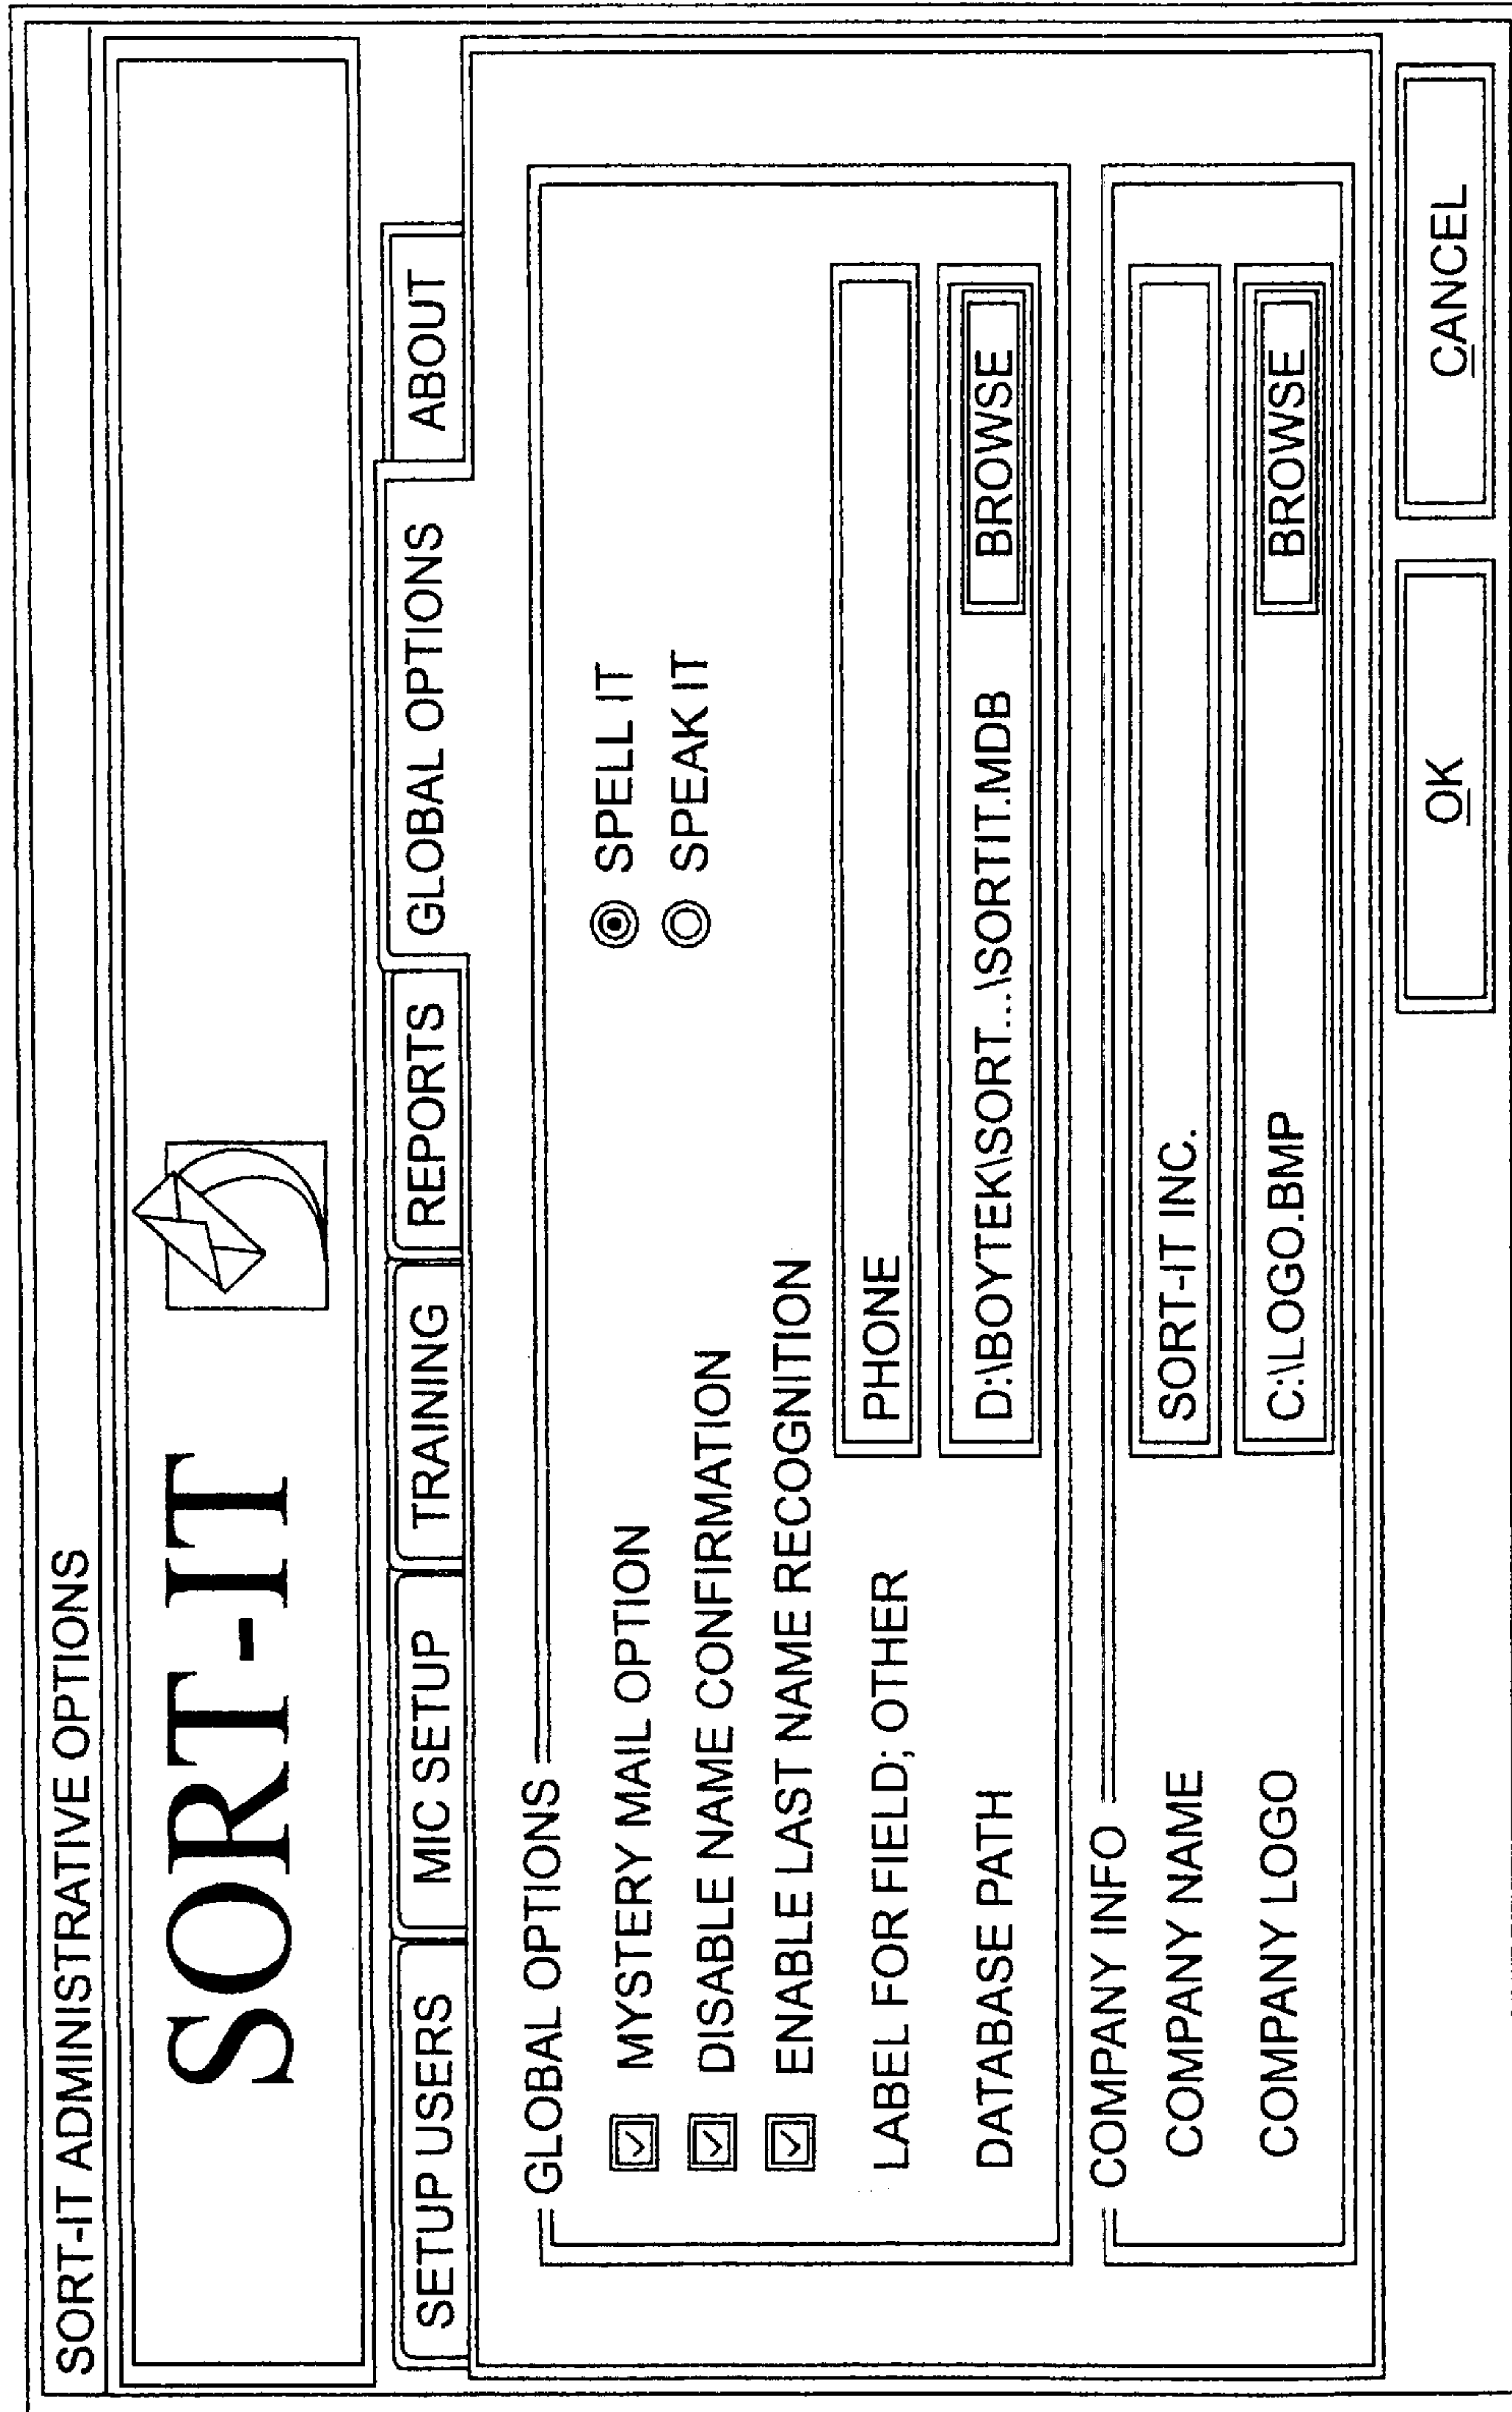 SORT-IT ADMINISTRATIVE OPTIONS
SORT-IT
SETUP USERS MIC SETUP TRAINING REPORTS GLOBAL OPTIONS ABOUT
GLOBAL OPTIONS
MYSTERY MAIL OPTION SPELL IT
DISABLE NAME CONFIRMATION SPEAK IT
ENABLE LAST NAME RECOGNITION
LABEL FOR FIELD; OTHER PHONE
DATABASE PATH D:\BOYTEK\SORT...\SORTIT.MDB BROWSE
COMPANY INFO
COMPANY NAME SORT-IT INC.
COMPANY LOGO C:\LOGO.BMP BROWSE
OK CANCEL